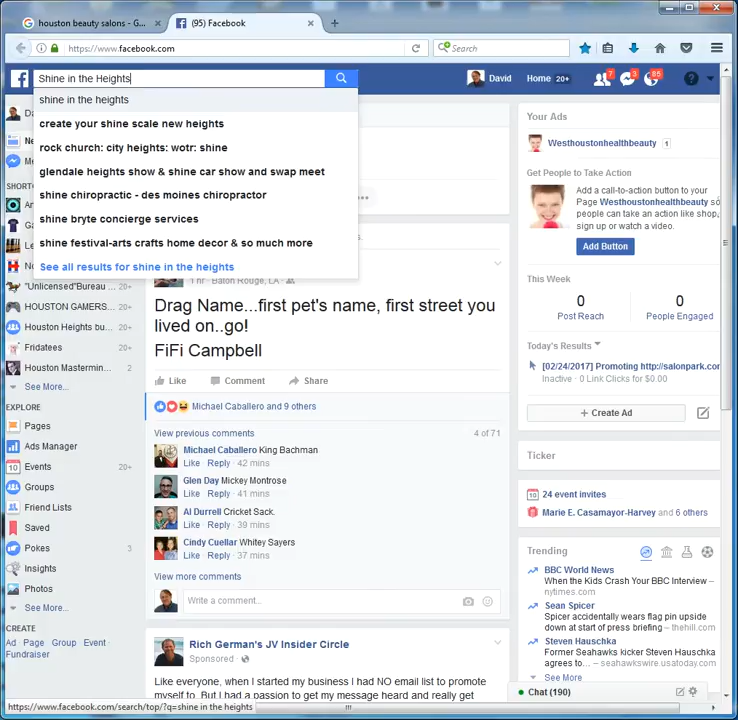 houston beauty salons - G...
(95) Facebook
https://www.facebook.com
Search
Shine in the Heights
David
Home 20+
7
3
85
shine in the heights
create your shine scale new heights
rock church: city heights: wotr: shine
glendale heights show & shine car show and swap meet
shine chiropractic - des moines chiropractor
shine bryte concierge services
shine festival-arts crafts home decor & so much more
See all results for shine in the heights
SHORT
"Unlicensed"Bureau ... 20+
HOUSTON GAMERS... 20+
Houston Heights bu... 20+
Fridatees 20+
Houston Mastermin... 20+
See More...
EXPLORE
Pages
Ads Manager
Events 20+
Groups
Friend Lists
Saved
Pokes 3
Insights
Photos
See More...
CREATE
Ad · Page · Group · Event ·
Fundraiser
1 hr · Baton Rouge, LA ·
Drag Name...first pet's name, first street you
lived on..go!
FiFi Campbell
Like Comment Share
Michael Caballero and 9 others
View previous comments 4 of 71
Michael Caballero King Bachman
Like · Reply · 42 mins
Glen Day Mickey Montrose
Like · Reply · 41 mins
Al Durrell Cricket Sack.
Like · Reply · 39 mins
Cindy Cuellar Whitey Sayers
Like · Reply · 37 mins
View more comments
Write a comment...
Rich German's JV Insider Circle
Sponsored ·
Like everyone, when I started my business I had NO email list to promote
myself to. But I had a passion to get my message heard and really get
Your Ads
Westhoustonhealthbeauty 1
Get People to Take Action
Add a call-to-action button to your
Page Westhoustonhealthbeauty so
people can take an action like shop,
sign up or watch a video.
Add Button
This Week
0 0
Post Reach People Engaged
Today's Results
[02/24/2017] Promoting http://salonpark.cor
Inactive · 0 Link Clicks for $0.00
+ Create Ad
Ticker
24 event invites
Marie E. Casamayor-Harvey and 6 others
Trending
BBC World News
When the Kids Crash Your BBC Interview –
nytimes.com
Sean Spicer
Spicer accidentally wears flag pin upside
down at start of press briefing – thehill.com
Steven Hauschka
Former Seahawks kicker Steven Hauschka
agrees to... – seahawkswire.usatoday.com
See More
Chat (190)
https://www.facebook.com/search/top/?q=shine in the heights